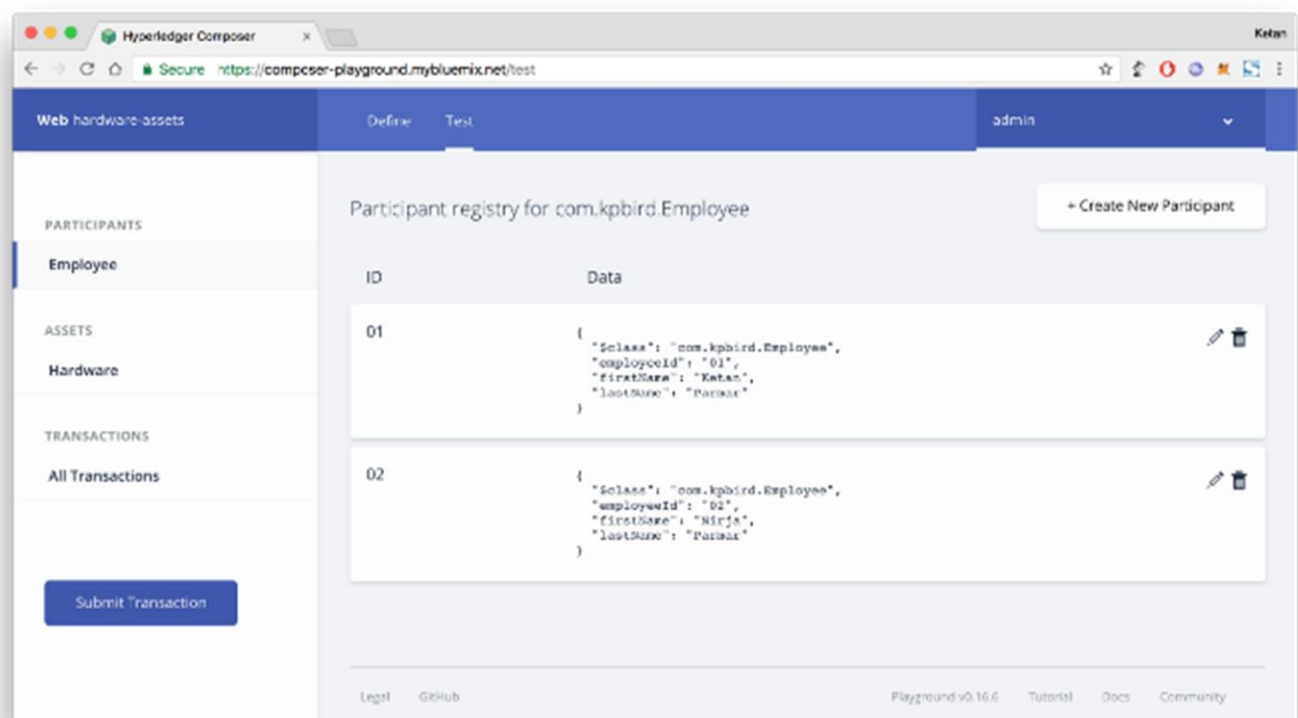 Hyperledger Composer
Ketan
Secure https://composer-playground.mybluemix.net/test
Web hardware-assets
Define Test
admin
Participant registry for com.kpbird.Employee
+ Create New Participant
PARTICIPANTS
Employee
ASSETS
Hardware
TRANSACTIONS
All Transactions
Submit Transaction
ID Data
01
{
"$class": "com.kpbird.Employee",
"employeeId": "01",
"firstName": "Ketan",
"lastName": "Parmar"
}
02
{
"$class": "com.kpbird.Employee",
"employeeId": "02",
"firstName": "Nirja",
"lastName": "Parmar"
}
Legal GitHub Playground v0.16.6 Tutorial Docs Community